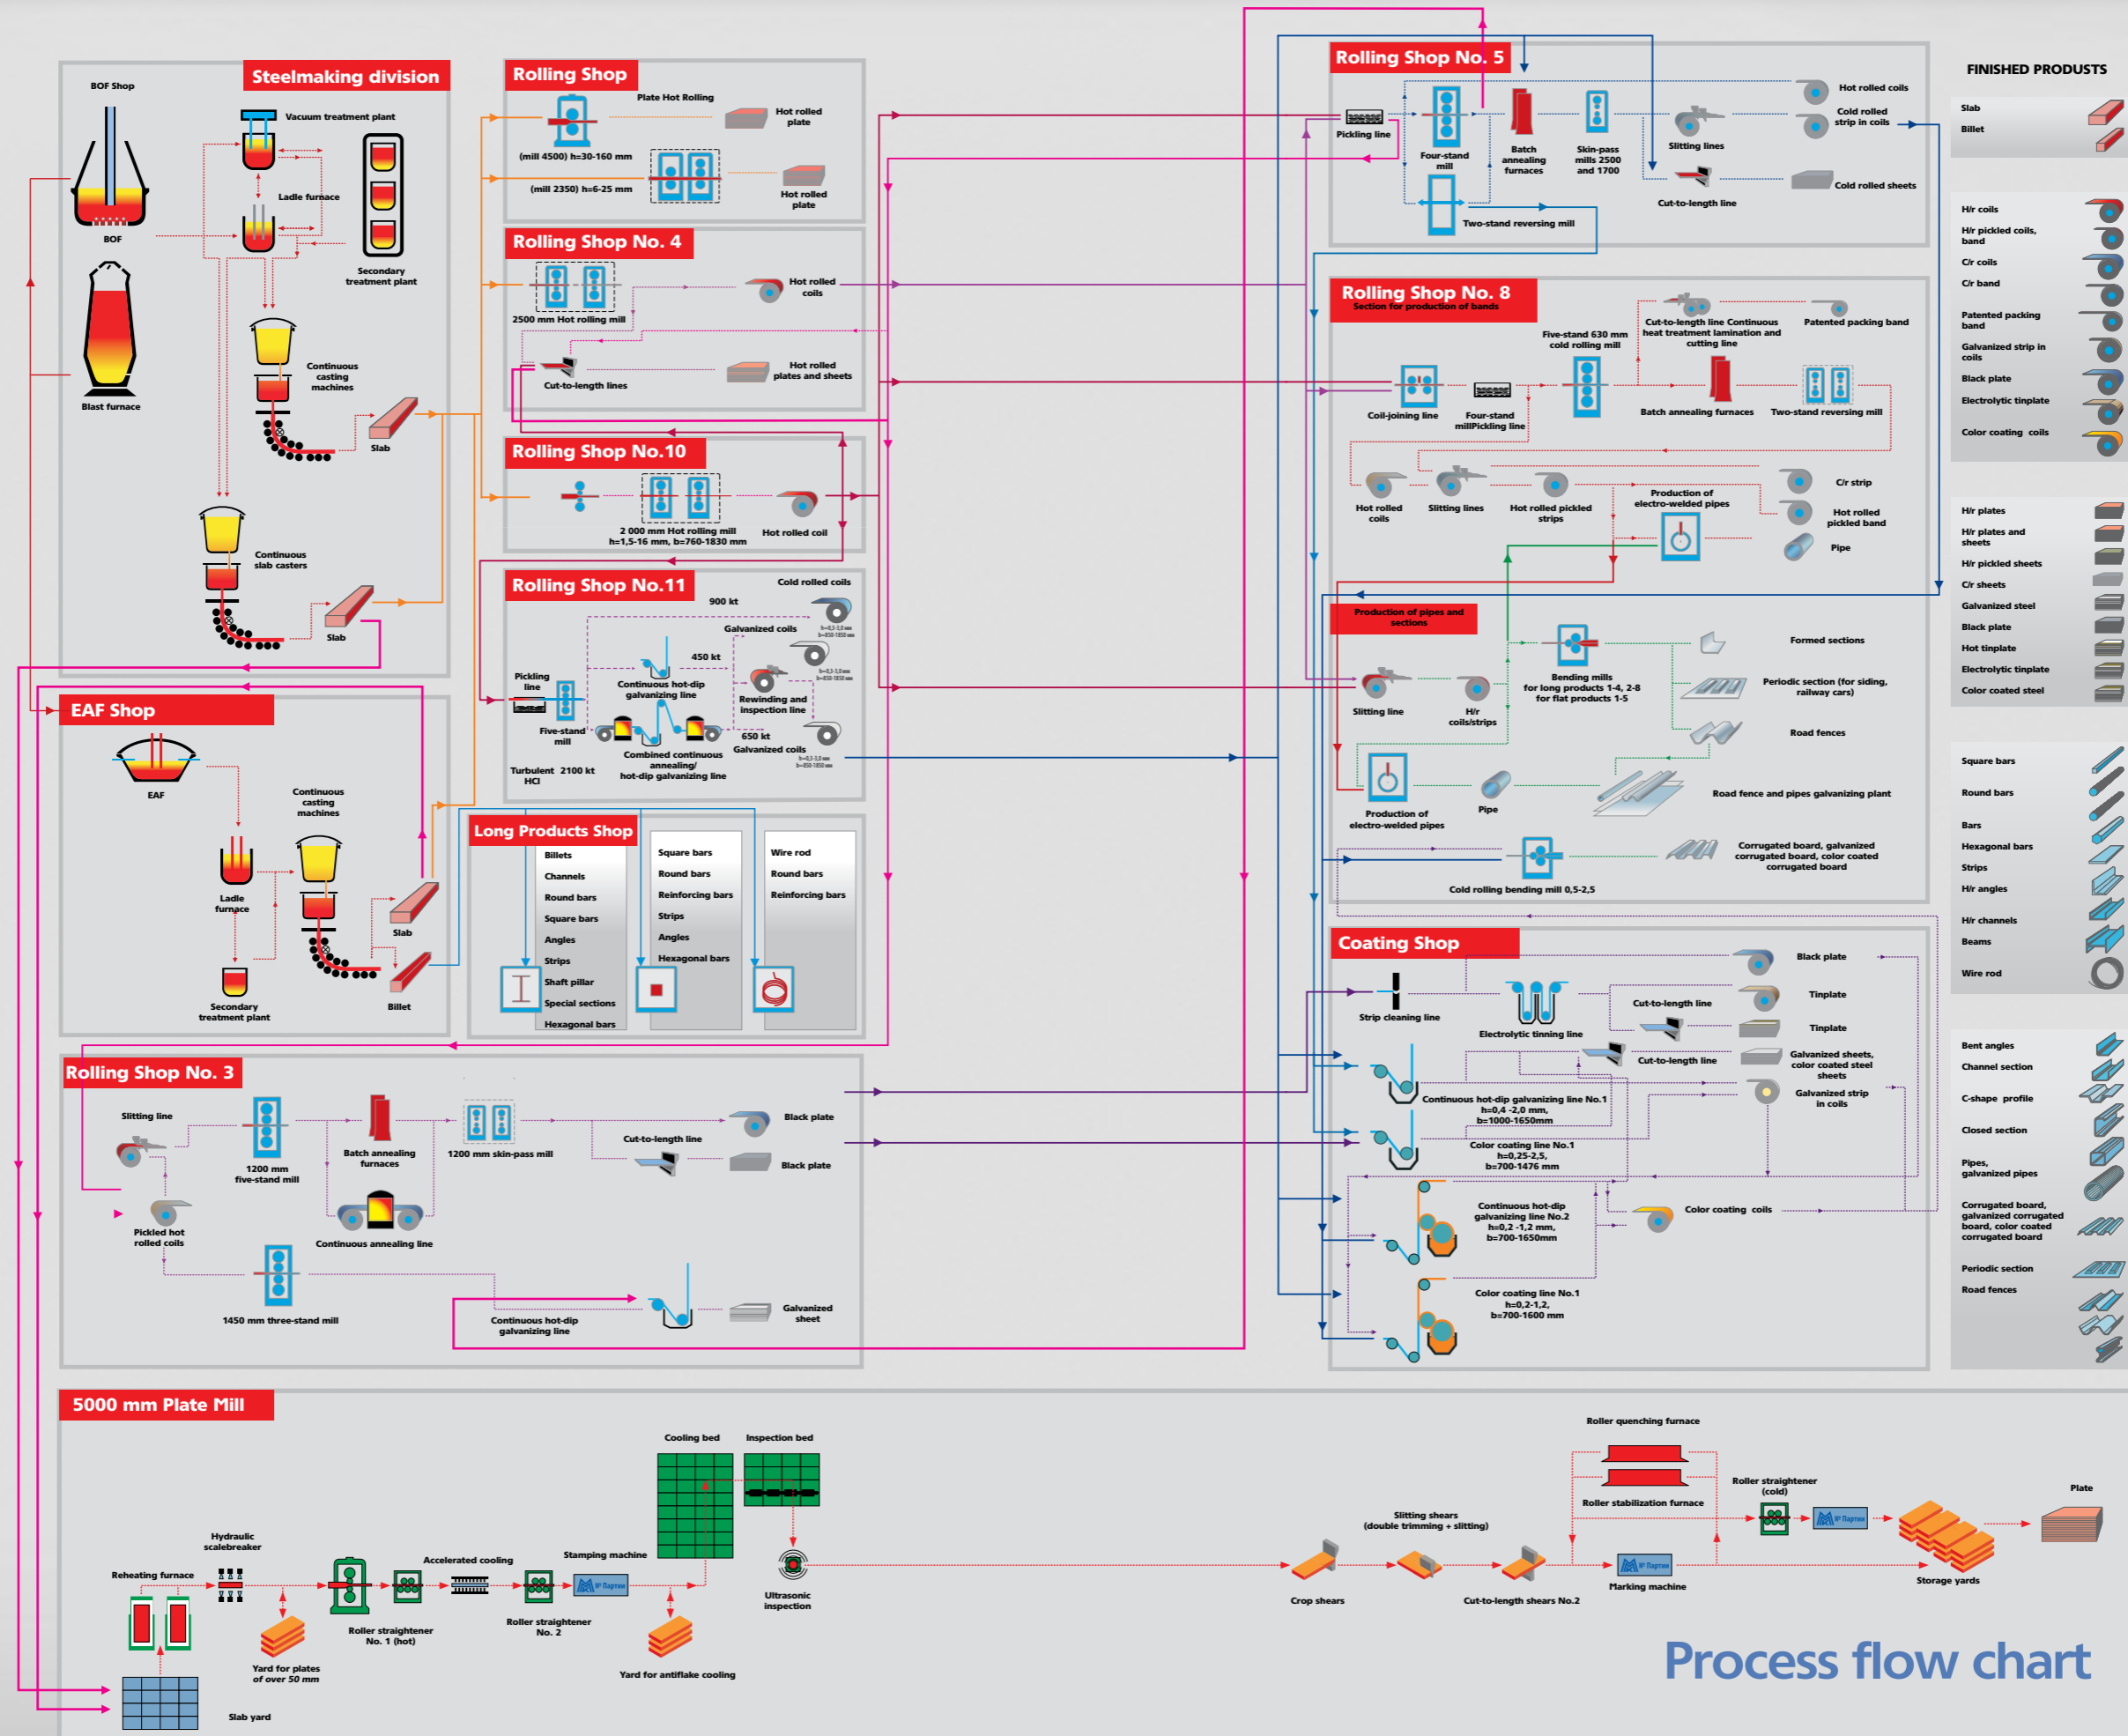 Steelmaking division
BOF Shop
Vacuum treatment plant
Ladle furnace
BOF
Secondary
treatment plant
Continuous
casting
machines
Blast furnace
Slab
Continuous
slab casters
Slab
EAF Shop
EAF
Continuous
casting
machines
Ladle
furnace
Slab
Secondary
treatment plant
Billet
Rolling Shop
Plate Hot Rolling
Hot rolled
plate
(mill 4500) h=30-160 mm
(mill 2350) h=6-25 mm
Hot rolled
plate
Rolling Shop No. 4
Hot rolled
coils
2500 mm Hot rolling mill
Hot rolled
plates and sheets
Cut-to-length lines
Rolling Shop No.10
2 000 mm Hot rolling mill
h=1,5-16 mm, b=760-1830 mm
Hot rolled coil
Rolling Shop No.11
Cold rolled coils
900 kt
h=0,3-3,0 мм
b=850-1850 мм
Galvanized coils
450 kt
h=0,3-3,0 мм
b=850-1850 мм
Pickling
line
Continuous hot-dip
galvanizing line
Rewinding and
inspection line
Five-stand
mill
650 kt
Galvanized coils
h=0,3-3,0 мм
b=850-1850 мм
Combined continuous
annealing/
hot-dip galvanizing line
Turbulent 2100 kt
HCl
Long Products Shop
Billets
Channels
Round bars
Square bars
Angles
Strips
Shaft pillar
Special sections
Hexagonal bars
Square bars
Round bars
Reinforcing bars
Strips
Angles
Hexagonal bars
Wire rod
Round bars
Reinforcing bars
Rolling Shop No. 3
Slitting line
1200 mm
five-stand mill
Batch annealing
furnaces
1200 mm skin-pass mill
Cut-to-length line
Black plate
Black plate
Pickled hot
rolled coils
Continuous annealing line
1450 mm three-stand mill
Continuous hot-dip
galvanizing line
Galvanized
sheet
Rolling Shop No. 5
Pickling line
Four-stand
mill
Batch
annealing
furnaces
Skin-pass
mills 2500
and 1700
Slitting lines
Hot rolled coils
Cold rolled
strip in coils
Cut-to-length line
Cold rolled sheets
Two-stand reversing mill
Rolling Shop No. 8
Section for production of bands
Five-stand 630 mm
cold rolling mill
Cut-to-length line Continuous
heat treatment lamination and
cutting line
Patented packing band
Coil-joining line
Four-stand
millPickling line
Batch annealing furnaces
Two-stand reversing mill
Hot rolled
coils
Slitting lines
Hot rolled pickled
strips
Production of
electro-welded pipes
C/r strip
Hot rolled
pickled band
Pipe
Production of pipes and
sections
Slitting line
H/r
coils/strips
Bending mills
for long products 1-4, 2-8
for flat products 1-5
Formed sections
Periodic section (for siding,
railway cars)
Road fences
Production of
electro-welded pipes
Pipe
Road fence and pipes galvanizing plant
Cold rolling bending mill 0,5-2,5
Corrugated board, galvanized
corrugated board, color coated
corrugated board
Coating Shop
Strip cleaning line
Electrolytic tinning line
Black plate
Cut-to-length line
Tinplate
Tinplate
Cut-to-length line
Galvanized sheets,
color coated steel
sheets
Continuous hot-dip galvanizing line No.1
h=0,4 -2,0 mm,
b=1000-1650mm
Galvanized strip
in coils
Color coating line No.1
h=0,25-2,5,
b=700-1476 mm
Continuous hot-dip
galvanizing line No.2
h=0,2 -1,2 mm,
b=700-1650mm
Color coating coils
Color coating line No.1
h=0,2-1,2,
b=700-1600 mm
FINISHED PRODUCTS
Slab
Billet
H/r coils
H/r pickled coils,
band
C/r coils
C/r band
Patented packing
band
Galvanized strip in
coils
Black plate
Electrolytic tinplate
Color coating coils
H/r plates
H/r plates and
sheets
H/r pickled sheets
C/r sheets
Galvanized steel
Black plate
Hot tinplate
Electrolytic tinplate
Color coated steel
Square bars
Round bars
Bars
Hexagonal bars
Strips
H/r angles
H/r channels
Beams
Wire rod
Bent angles
Channel section
C-shape profile
Closed section
Pipes,
galvanized pipes
Corrugated board,
galvanized corrugated
board, color coated
corrugated board
Periodic section
Road fences
5000 mm Plate Mill
Cooling bed
Inspection bed
Hydraulic
scalebreaker
Reheating furnace
Accelerated cooling
Stamping machine
№ Партии
Roller straightener
No. 1 (hot)
Roller straightener
No. 2
Ultrasonic
inspection
Yard for plates
of over 50 mm
Yard for antiflake cooling
Slab yard
Slitting shears
(double trimming + slitting)
Crop shears
Cut-to-length shears No.2
Roller quenching furnace
Roller stabilization furnace
№ Партии
Marking machine
Roller straightener
(cold)
№ Партии
Storage yards
Plate
Process flow chart